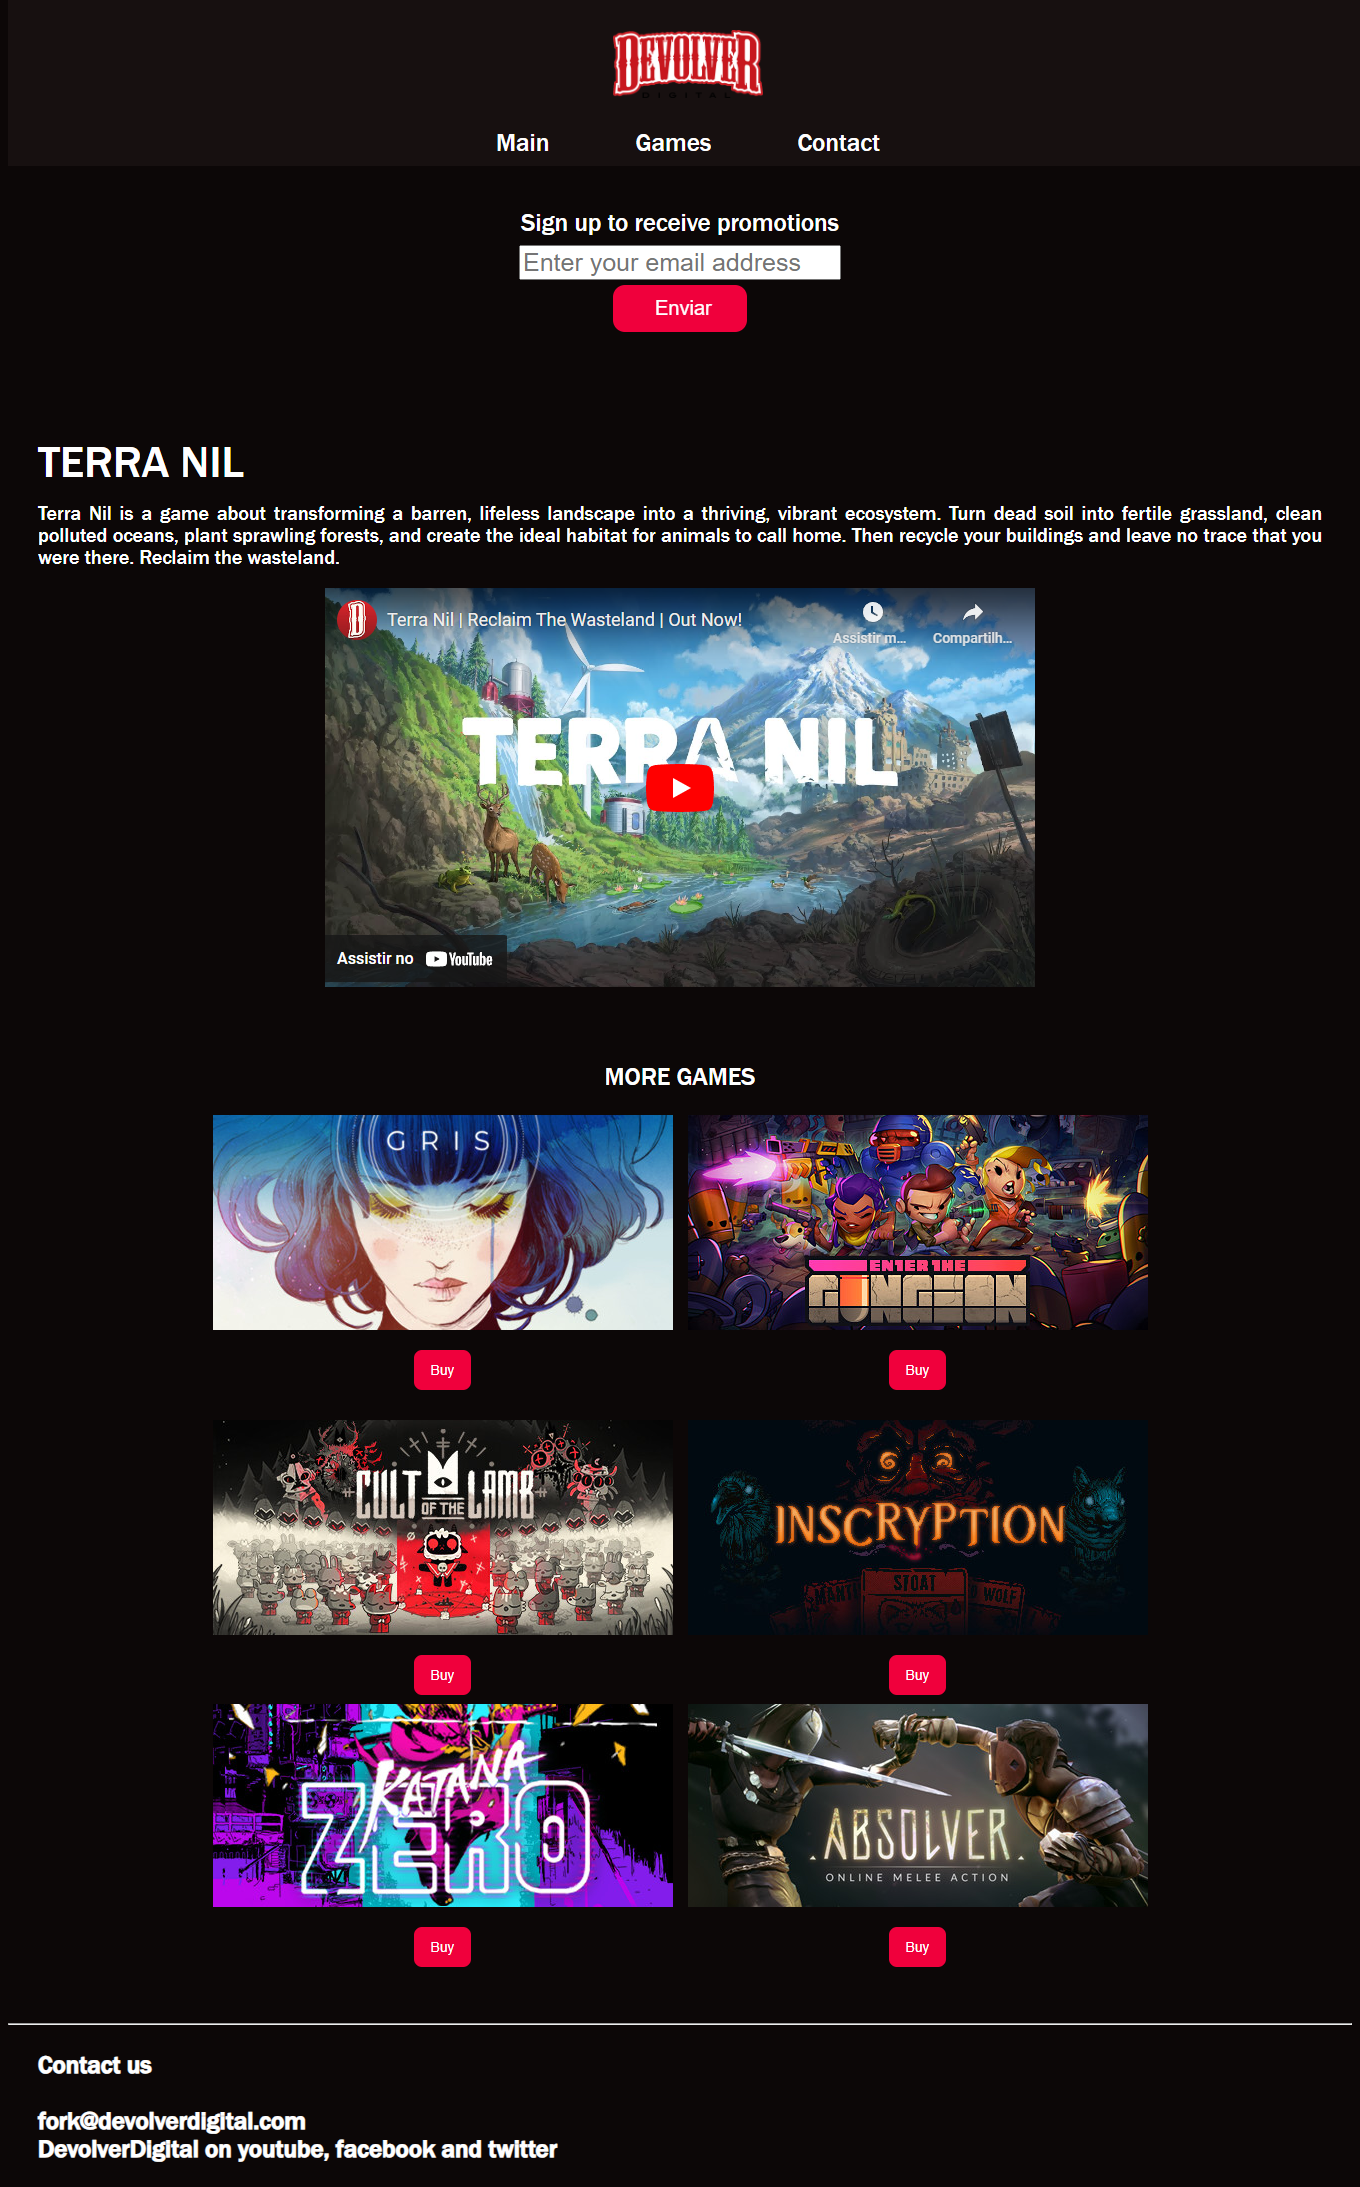 DEVOLVER
DIGITAL
Main Games Contact
Sign up to receive promotions
Enter your email address
Enviar
TERRA NIL
Terra Nil is a game about transforming a barren, lifeless landscape into a thriving, vibrant ecosystem. Turn dead soil into fertile grassland, clean
polluted oceans, plant sprawling forests, and create the ideal habitat for animals to call home. Then recycle your buildings and leave no trace that you
were there. Reclaim the wasteland.
Terra Nil | Reclaim The Wasteland | Out Now!
Assistir m...
Compartilh...
TERRA NIL
Assistir no YouTube
MORE GAMES
GRIS
ENTER THE
GUNGEON
Buy
Buy
CULT OF THE LAMB
INSCRYPTION
STOAT
WOLF
Buy
Buy
KATANA
ZERO
ABSOLVER
ONLINE MELEE ACTION
Buy
Buy
Contact us
fork@devolverdigital.com
DevolverDigital on youtube, facebook and twitter